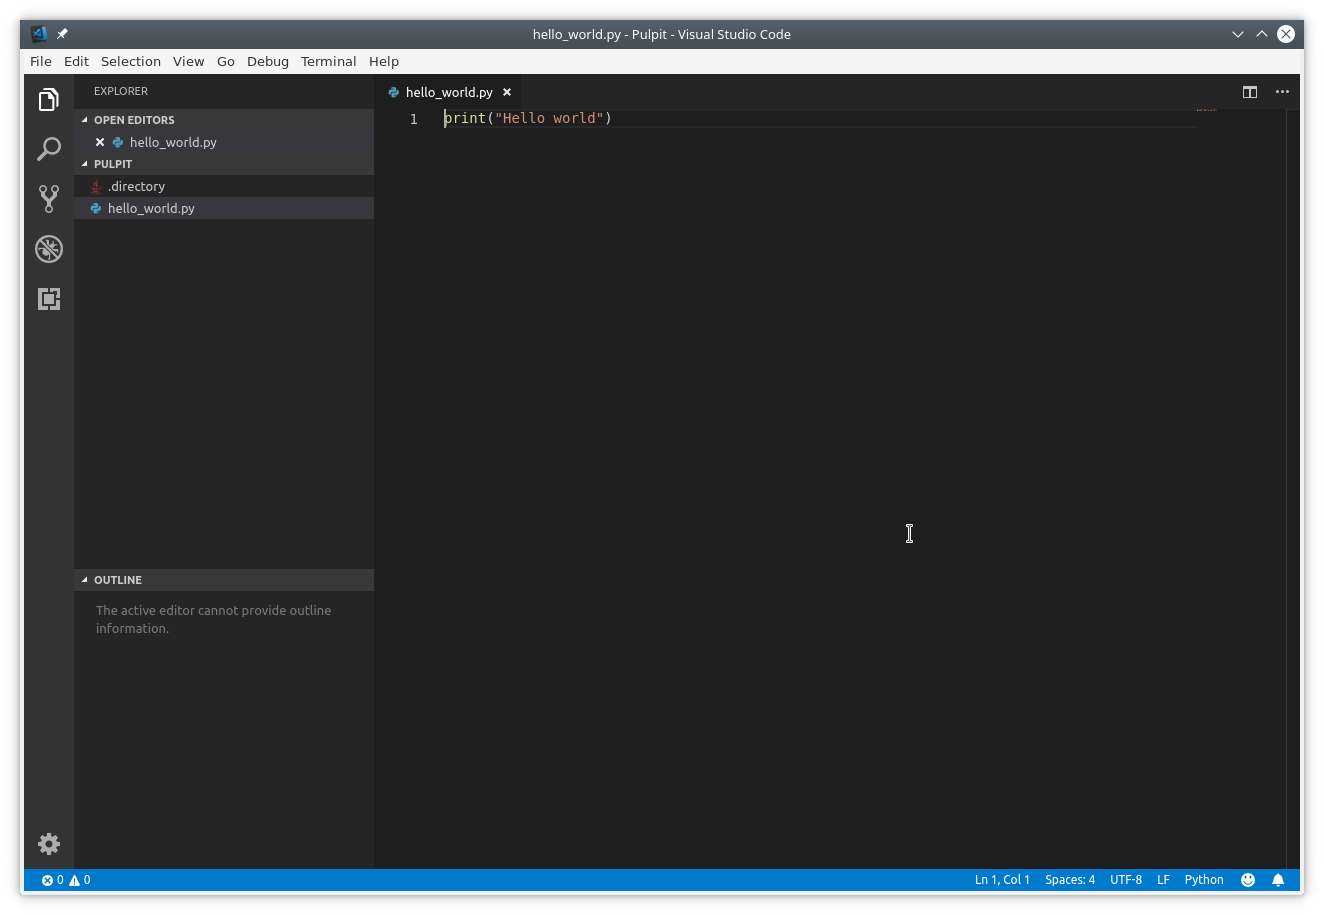 hello_world.py - Pulpit - Visual Studio Code
File Edit Selection View Go Debug Terminal Help
EXPLORER
OPEN EDITORS
hello_world.py
PULPIT
.directory
hello_world.py
OUTLINE
The active editor cannot provide outline
information.
hello_world.py
1 print("Hello world")
0 0 Ln 1, Col 1 Spaces: 4 UTF-8 LF Python